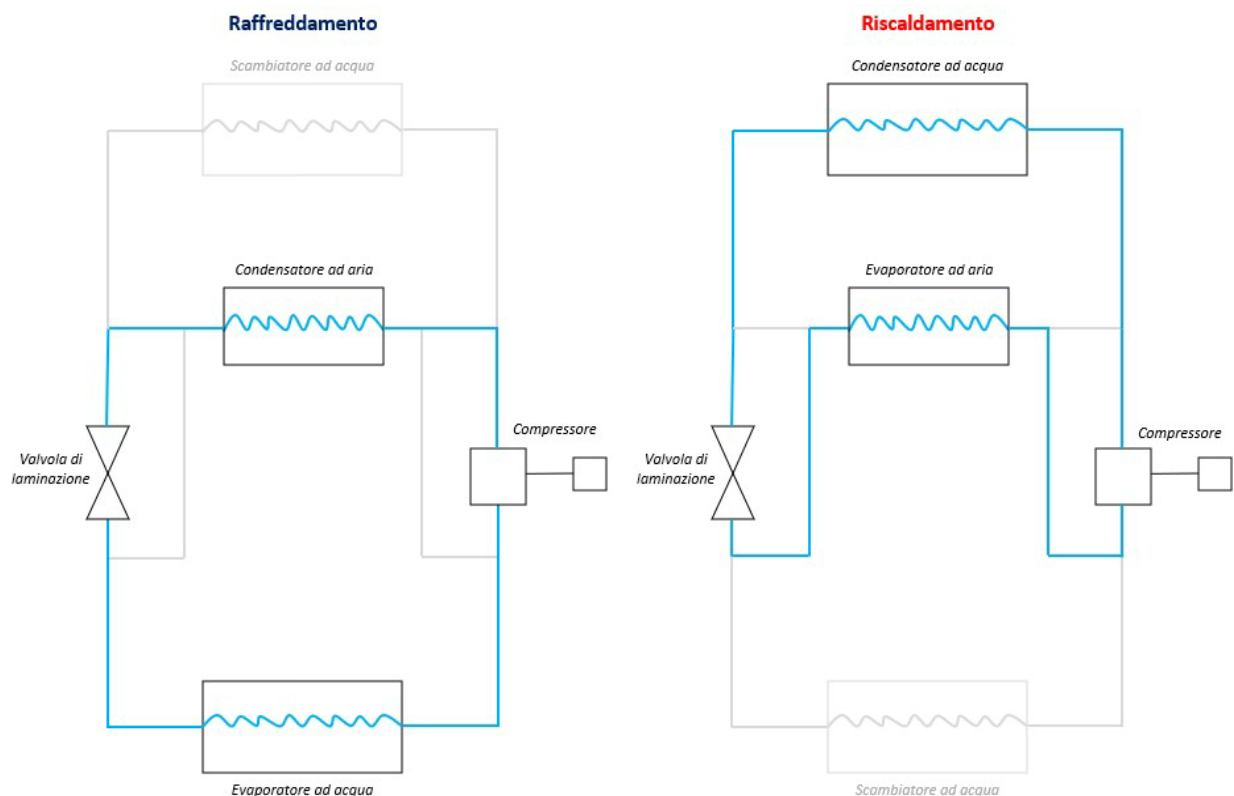 Raffreddamento
Scambiatore ad acqua
Condensatore ad aria
Compressore
Valvola di
laminazione
Evaporatore ad acqua
Riscaldamento
Condensatore ad acqua
Evaporatore ad aria
Compressore
Valvola di
laminazione
Scambiatore ad acqua